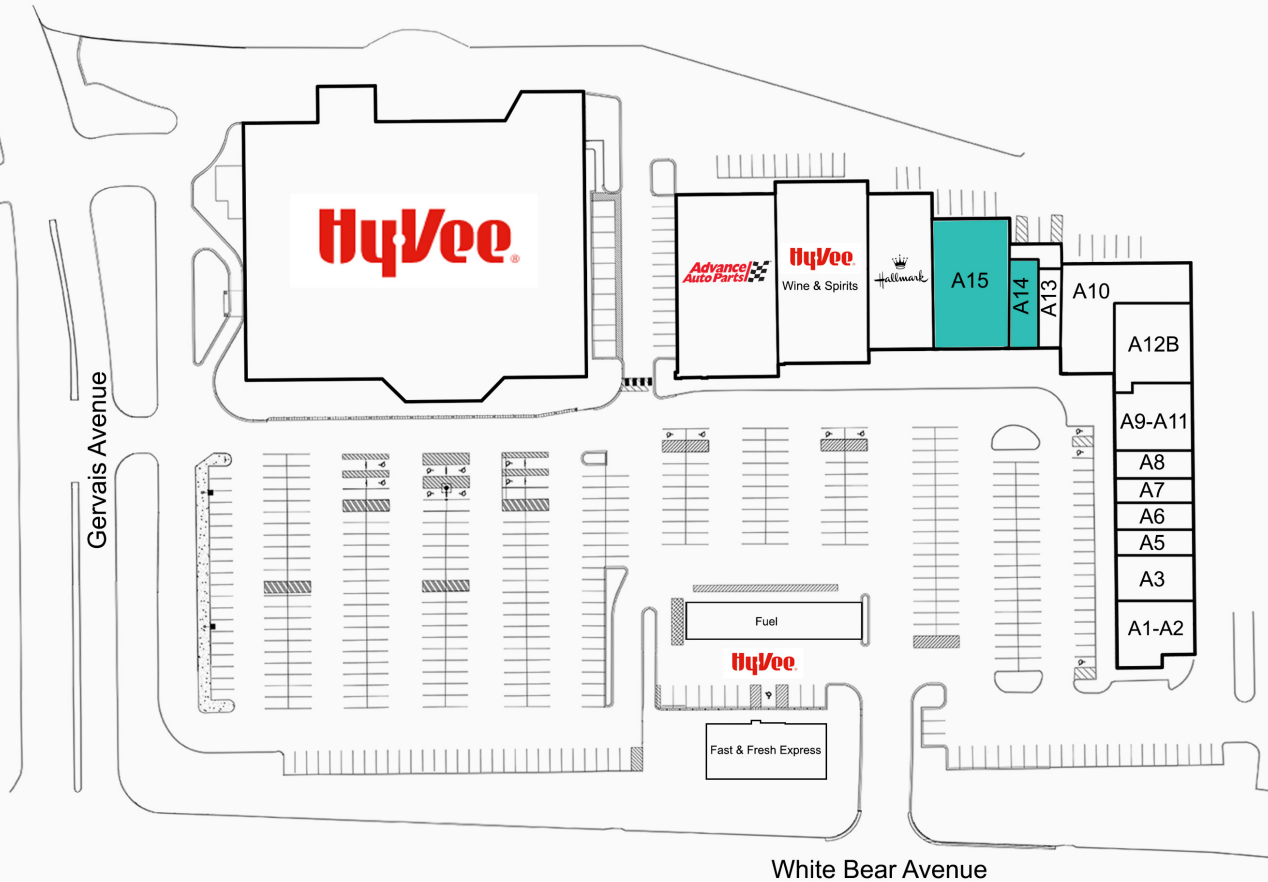 HyVee®
Advance
Auto Parts
HyVee
Wine & Spirits
Hallmark
A15
A14
A13
A10
A12B
A9-A11
A8
A7
A6
A5
A3
A1-A2
Gervais Avenue
Fuel
HyVee
Fast & Fresh Express
White Bear Avenue